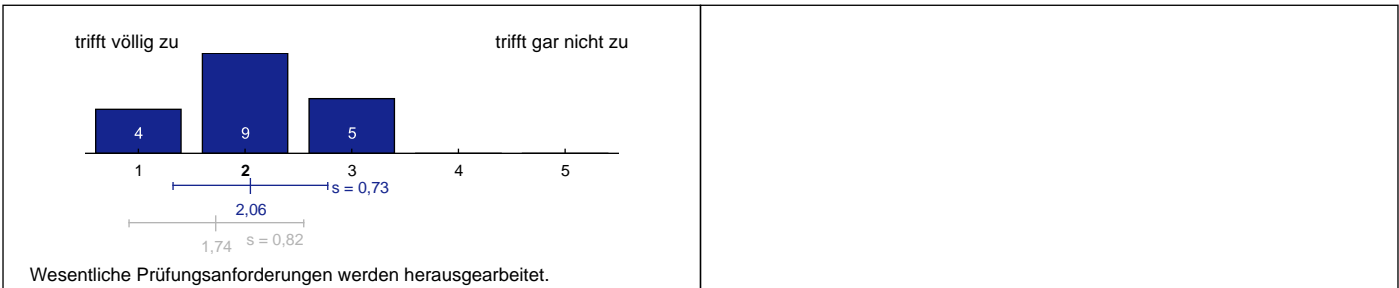 trifft völlig zu trifft gar nicht zu
4 9 5
1 2 3 4 5
s = 0,73
2,06
1,74 s = 0,82
Wesentliche Prüfungsanforderungen werden herausgearbeitet.